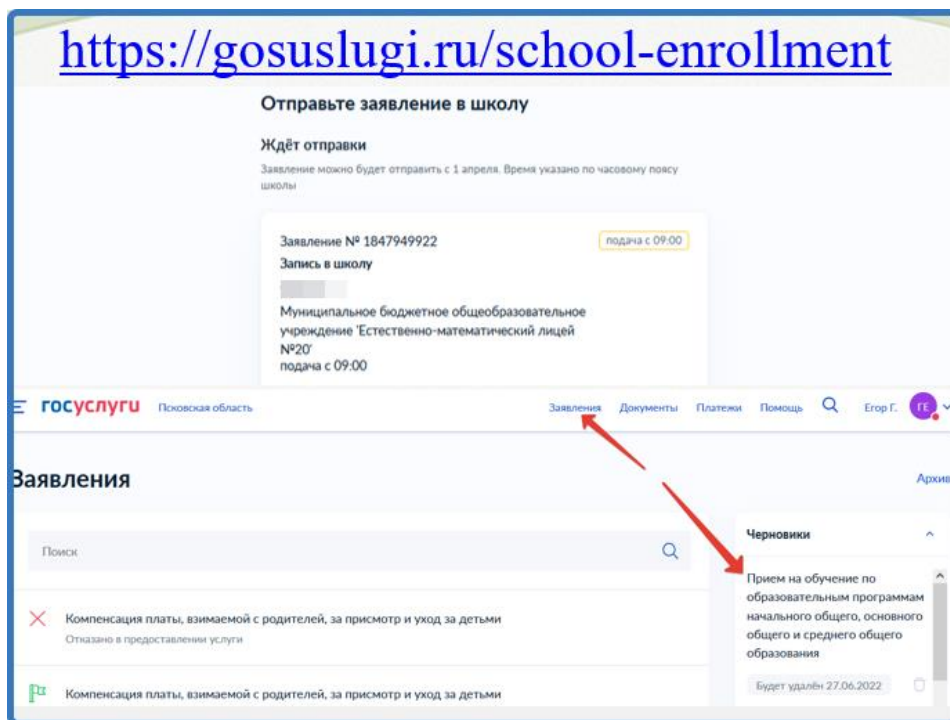 https://gosuslugi.ru/school-enrollment
Отправьте заявление в школу
Ждёт отправки
Заявление можно будет отправить с 1 апреля. Время указано по часовому поясу
школы
Заявление № 1847949922
подача с 09:00
Запись в школу
Муниципальное бюджетное общеобразовательное
учреждение 'Естественно-математический лицей
№20'
подача с 09:00
госуслуги Псковская область Заявления Документы Платежи Помощь Егор Г. ГЕ
Заявления
Архив
Поиск
Черновики
Прием на обучение по
образовательным программам
начального общего, основного
общего и среднего общего
образования
Будет удалён 27.06.2022
Компенсация платы, взимаемой с родителей, за присмотр и уход за детьми
Отказано в предоставлении услуги
Компенсация платы, взимаемой с родителей, за присмотр и уход за детьми